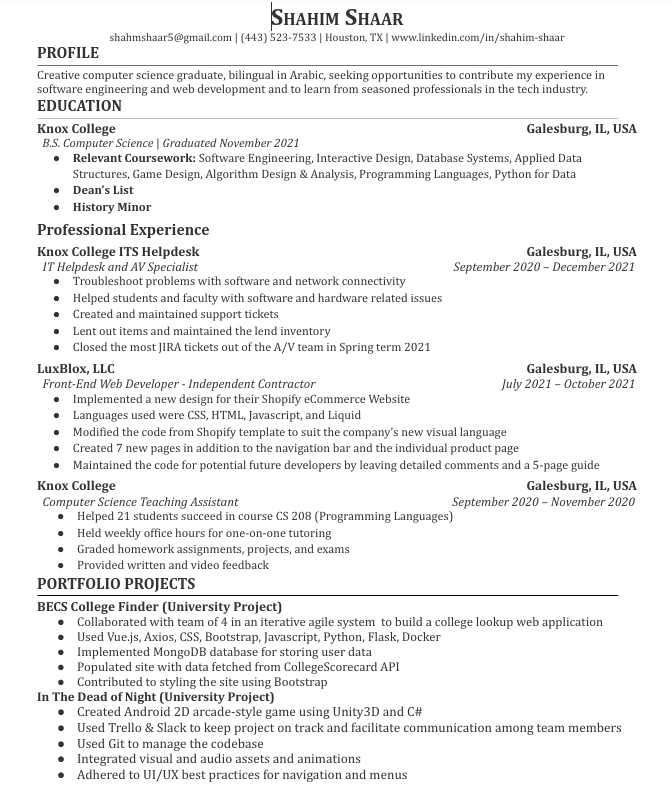 SHAHIM SHAAR
shahmshaar5@gmail.com | (443) 523-7533 | Houston, TX | www.linkedin.com/in/shahim-shaar
PROFILE
Creative computer science graduate, bilingual in Arabic, seeking opportunities to contribute my experience in
software engineering and web development and to learn from seasoned professionals in the tech industry.
EDUCATION
Knox College Galesburg, IL, USA
B.S. Computer Science | Graduated November 2021
● Relevant Coursework: Software Engineering, Interactive Design, Database Systems, Applied Data
Structures, Game Design, Algorithm Design & Analysis, Programming Languages, Python for Data
● Dean's List
● History Minor
Professional Experience
Knox College ITS Helpdesk Galesburg, IL, USA
IT Helpdesk and AV Specialist September 2020 – December 2021
● Troubleshoot problems with software and network connectivity
● Helped students and faculty with software and hardware related issues
● Created and maintained support tickets
● Lent out items and maintained the lend inventory
● Closed the most JIRA tickets out of the A/V team in Spring term 2021
LuxBlox, LLC Galesburg, IL, USA
Front-End Web Developer - Independent Contractor July 2021 – October 2021
● Implemented a new design for their Shopify eCommerce Website
● Languages used were CSS, HTML, Javascript, and Liquid
● Modified the code from Shopify template to suit the company's new visual language
● Created 7 new pages in addition to the navigation bar and the individual product page
● Maintained the code for potential future developers by leaving detailed comments and a 5-page guide
Knox College Galesburg, IL, USA
Computer Science Teaching Assistant September 2020 – November 2020
● Helped 21 students succeed in course CS 208 (Programming Languages)
● Held weekly office hours for one-on-one tutoring
● Graded homework assignments, projects, and exams
● Provided written and video feedback
PORTFOLIO PROJECTS
BECS College Finder (University Project)
● Collaborated with team of 4 in an iterative agile system to build a college lookup web application
● Used Vue.js, Axios, CSS, Bootstrap, Javascript, Python, Flask, Docker
● Implemented MongoDB database for storing user data
● Populated site with data fetched from CollegeScorecard API
● Contributed to styling the site using Bootstrap
In The Dead of Night (University Project)
● Created Android 2D arcade-style game using Unity3D and C#
● Used Trello & Slack to keep project on track and facilitate communication among team members
● Used Git to manage the codebase
● Integrated visual and audio assets and animations
● Adhered to UI/UX best practices for navigation and menus